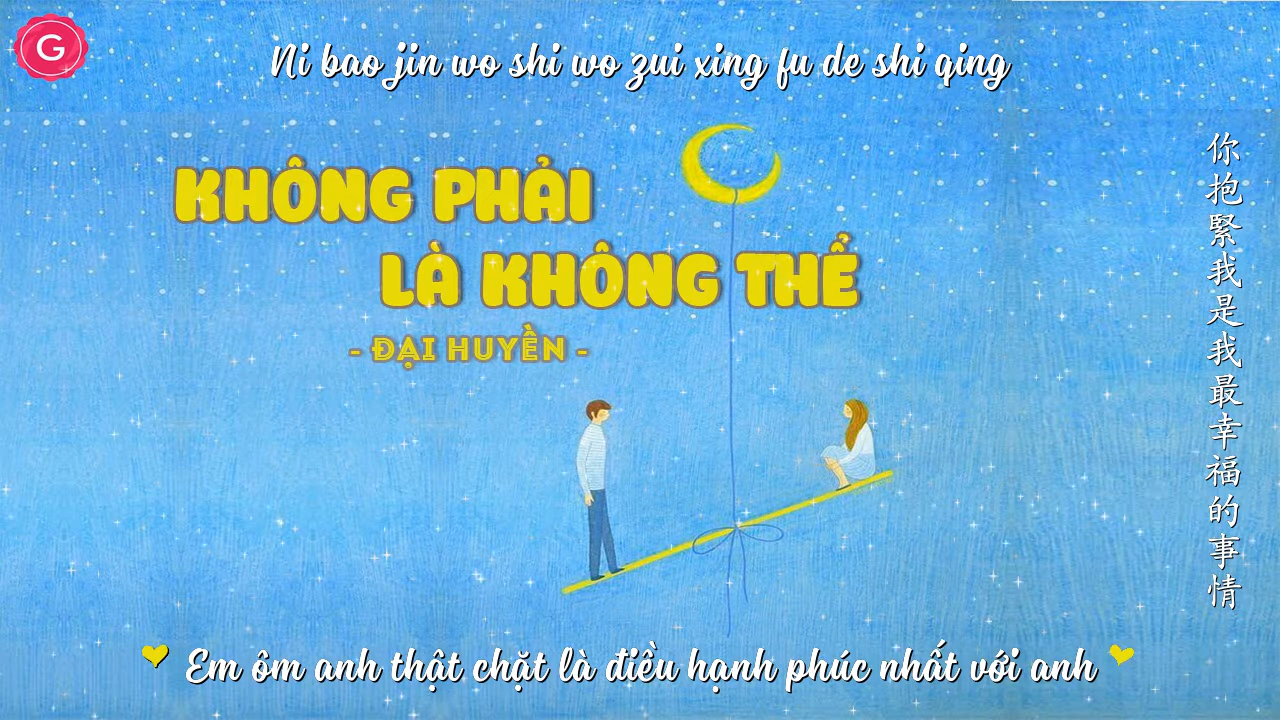 G
Ni bao jin wo shi wo zui xing fu de shi qing
KHÔNG PHẢI
LÀ KHÔNG THỂ
- ĐẠI HUYỀN -
你抱緊我是我最幸福的事情
Em ôm anh thật chặt là điều hạnh phúc nhất với anh